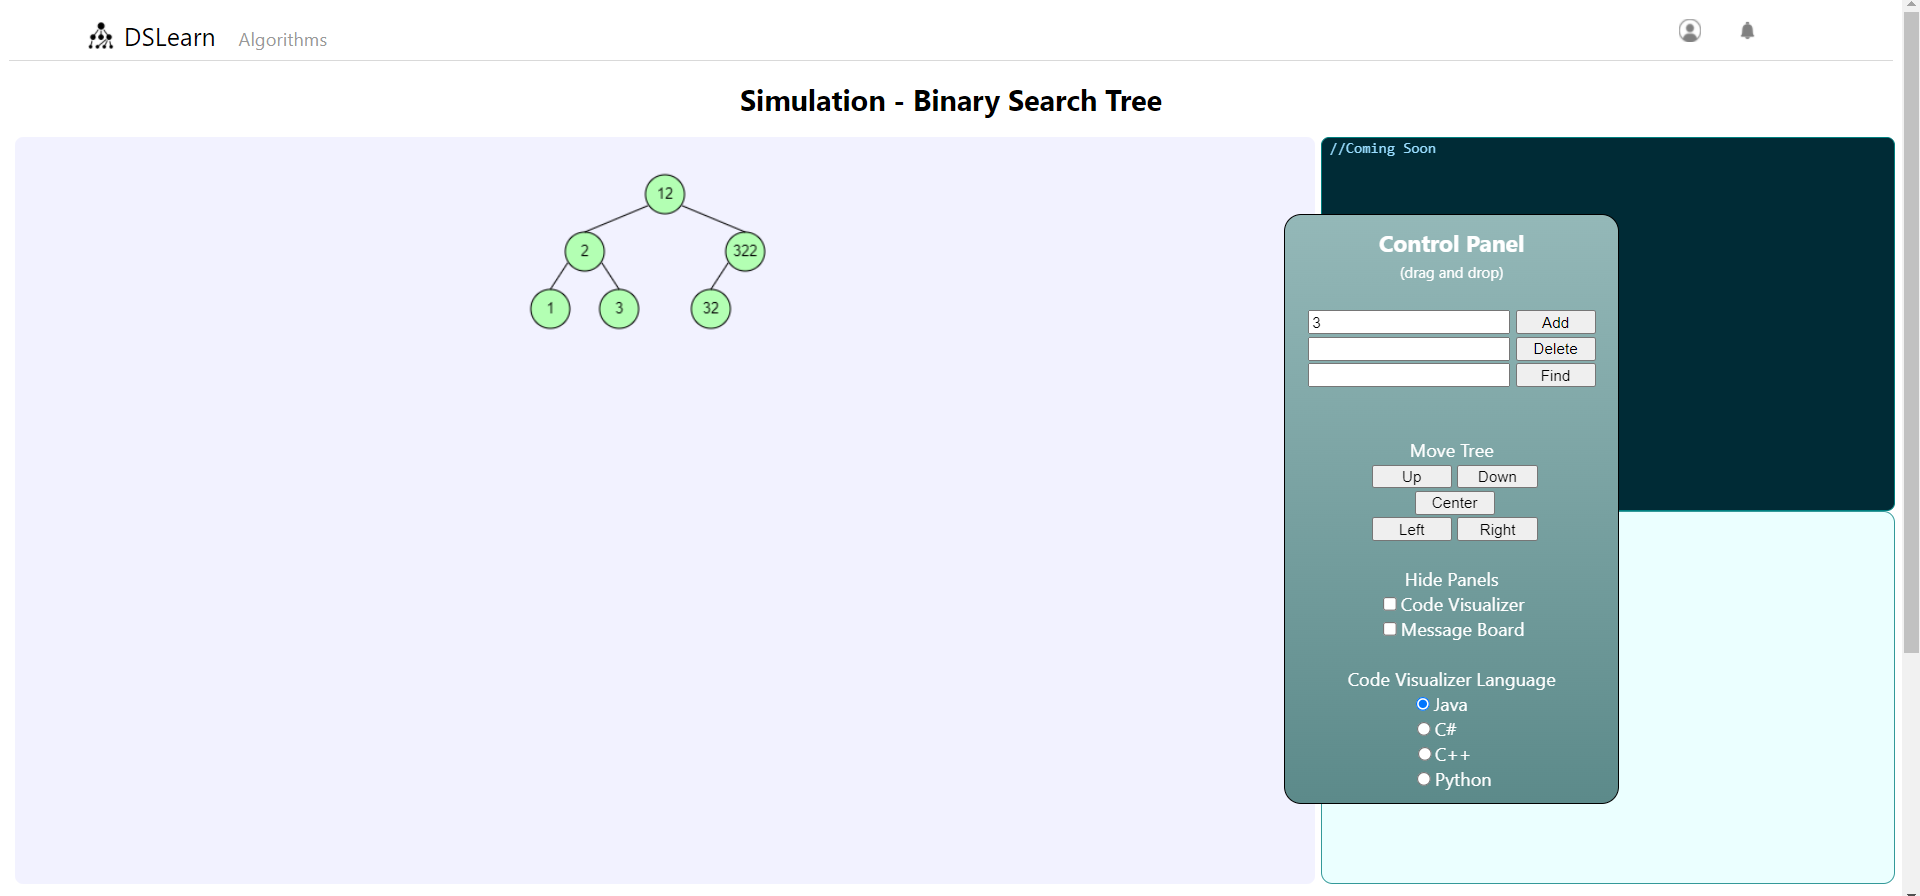 DSLearn Algorithms
Simulation - Binary Search Tree
12
2 322
1 3 32
//Coming Soon
Control Panel
(drag and drop)
3 Add
Delete
Find
Move Tree
Up Down
Center
Left Right
Hide Panels
Code Visualizer
Message Board
Code Visualizer Language
Java
C#
C++
Python